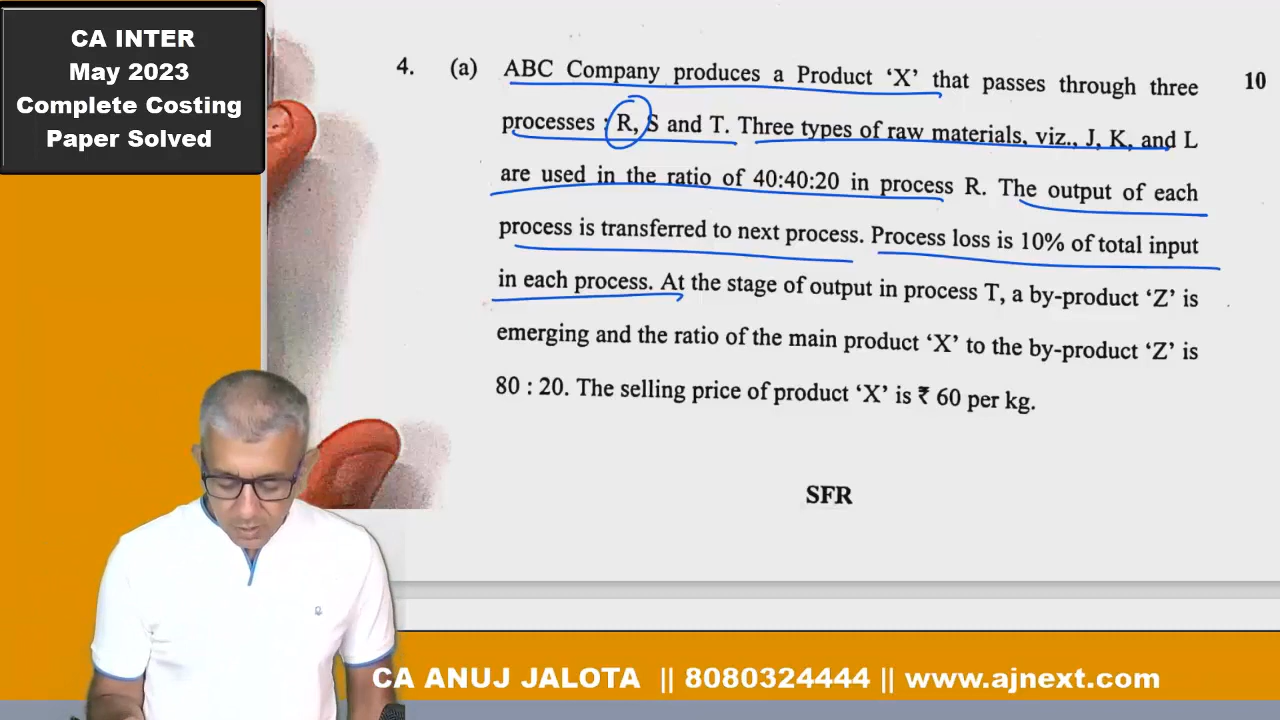 CA INTER
May 2023
Complete Costing
Paper Solved
4. (a) ABC Company produces a Product ‘X’ that passes through three 10
processes : R, S and T. Three types of raw materials, viz., J, K, and L
are used in the ratio of 40:40:20 in process R. The output of each
process is transferred to next process. Process loss is 10% of total input
in each process. At the stage of output in process T, a by-product ‘Z’ is
emerging and the ratio of the main product ‘X’ to the by-product ‘Z’ is
80 : 20. The selling price of product ‘X’ is ₹ 60 per kg.
SFR
CA ANUJ JALOTA || 8080324444 || www.ajnext.com